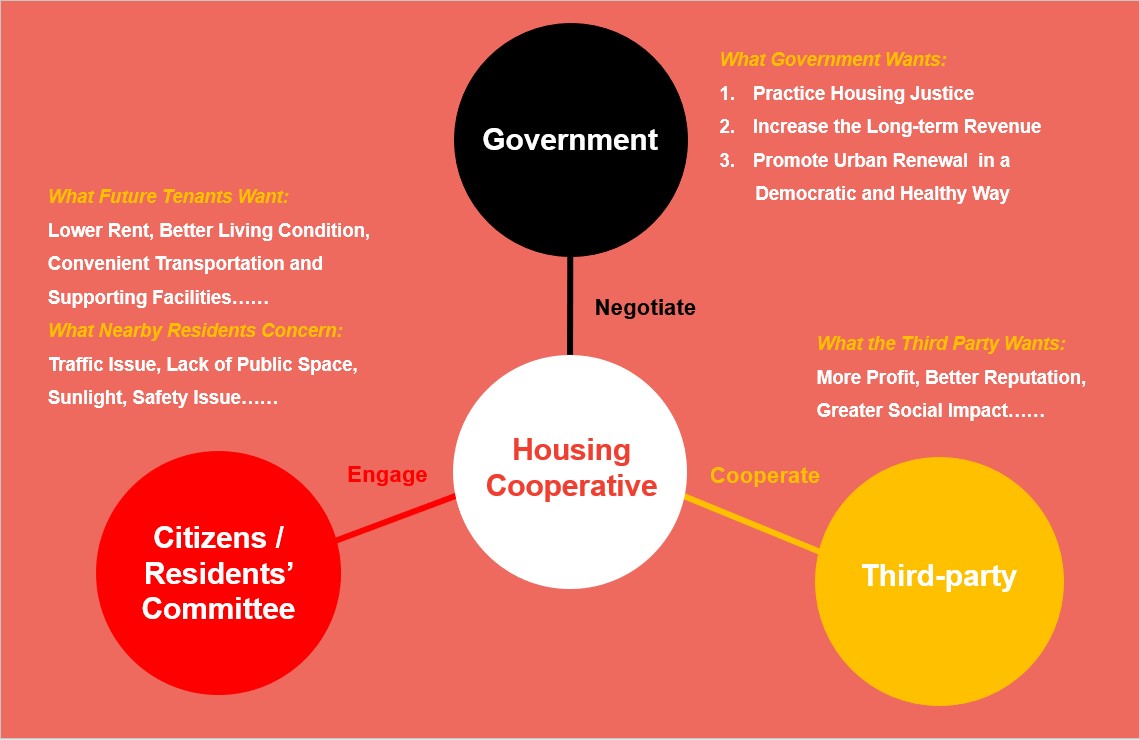 Government
What Government Wants:
1. Practice Housing Justice
2. Increase the Long-term Revenue
3. Promote Urban Renewal in a
Democratic and Healthy Way
What Future Tenants Want:
Lower Rent, Better Living Condition,
Convenient Transportation and
Supporting Facilities……
What Nearby Residents Concern:
Traffic Issue, Lack of Public Space,
Sunlight, Safety Issue……
Negotiate
What the Third Party Wants:
More Profit, Better Reputation,
Greater Social Impact……
Housing
Cooperative
Engage
Cooperate
Citizens /
Residents’
Committee
Third-party